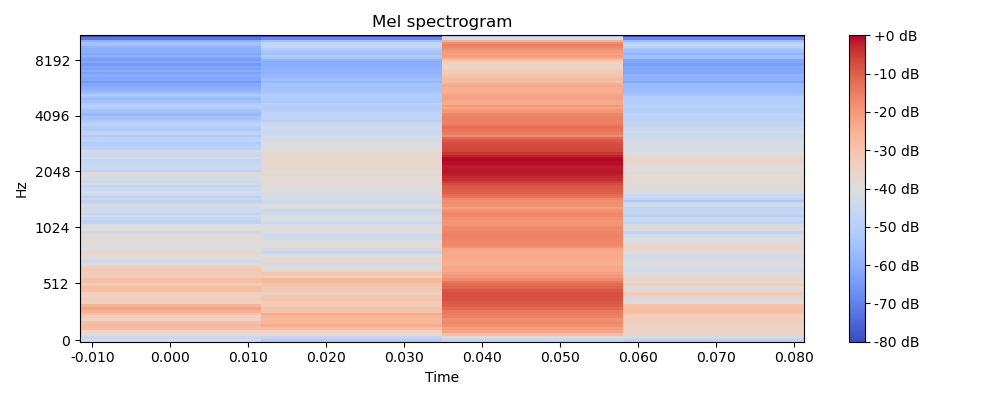 Mel spectrogram
Hz
8192
4096
2048
1024
512
0
-0.010 0.000 0.010 0.020 0.030 0.040 0.050 0.060 0.070 0.080
Time
+0 dB
-10 dB
-20 dB
-30 dB
-40 dB
-50 dB
-60 dB
-70 dB
-80 dB